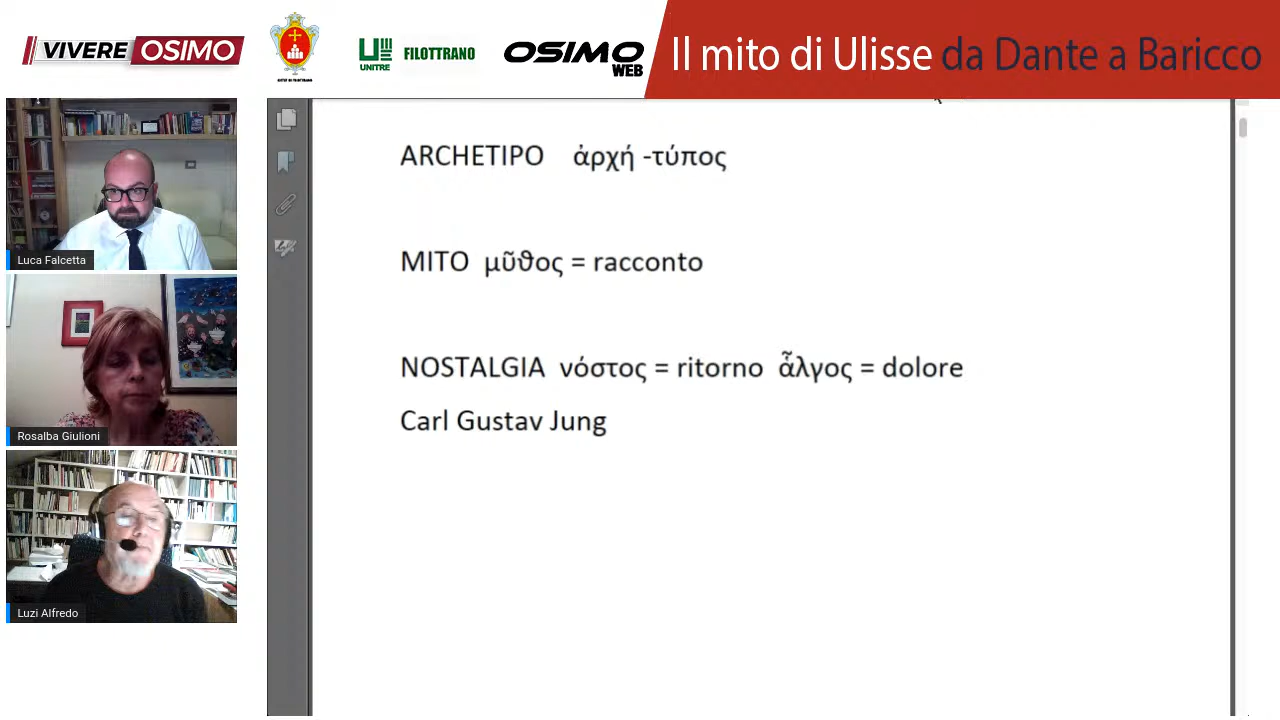 VIVERE OSIMO
UNITRE
FILOTTRANO
OSIMO
WEB
Il mito di Ulisse da Dante a Baricco
Luca Falcetta
Rosalba Giulioni
Luzi Alfredo
ARCHETIPO ἀρχή -τύπος
MITO μῦθος = racconto
NOSTALGIA νόστος = ritorno ἆλγος = dolore
Carl Gustav Jung